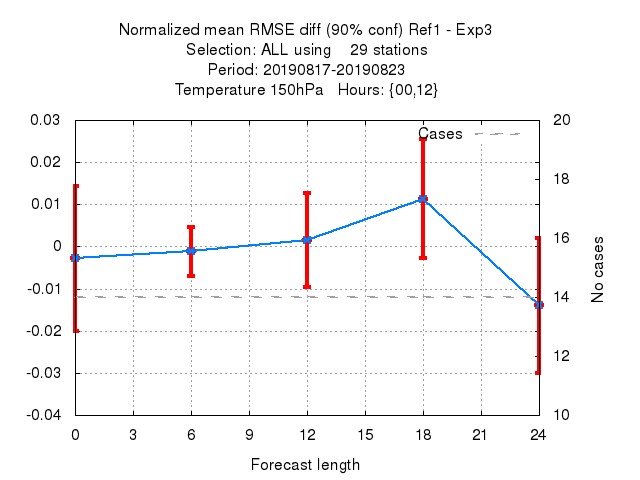 Normalized mean RMSE diff (90% conf) Ref1 - Exp3
Selection: ALL using    29 stations
Period: 20190817-20190823
Temperature 150hPa   Hours: {00,12}
Cases
0.03
0.02
0.01
0
-0.01
-0.02
-0.03
-0.04
20
18
16
14
12
10
No cases
0 3 6 9 12 15 18 21 24
Forecast length